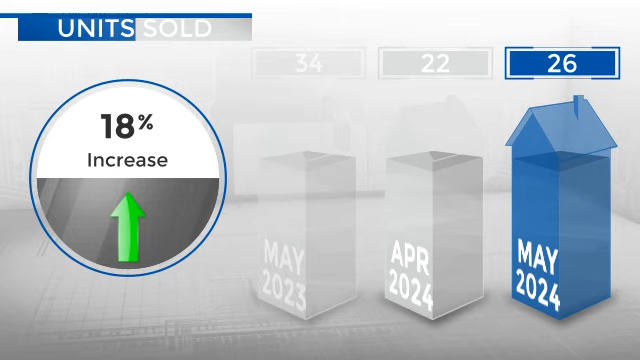 UNITS SOLD
34
22
26
18%
Increase
MAY
2023
APR
2024
MAY
2024